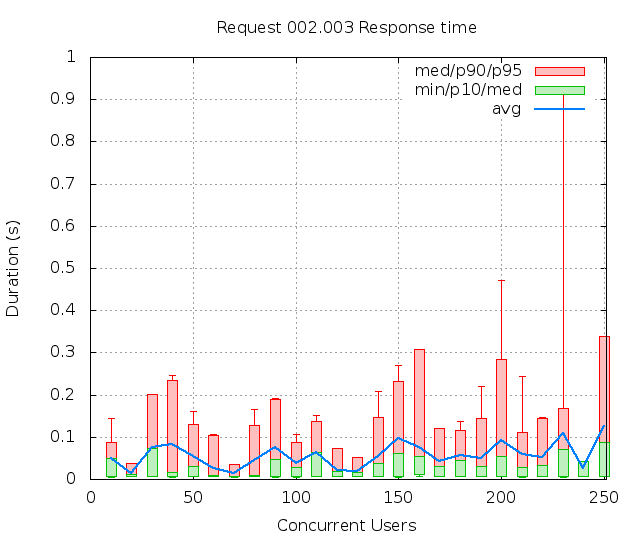 Request 002.003 Response time
med/p90/p95
min/p10/med
avg
1
0.9
0.8
0.7
0.6
0.5
0.4
0.3
0.2
0.1
0
Duration (s)
0 50 100 150 200 250
Concurrent Users